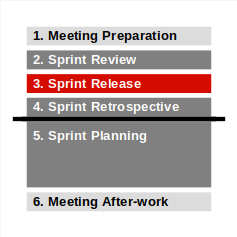 1. Meeting Preparation
2. Sprint Review
3. Sprint Release
4. Sprint Retrospective
5. Sprint Planning
6. Meeting After-work